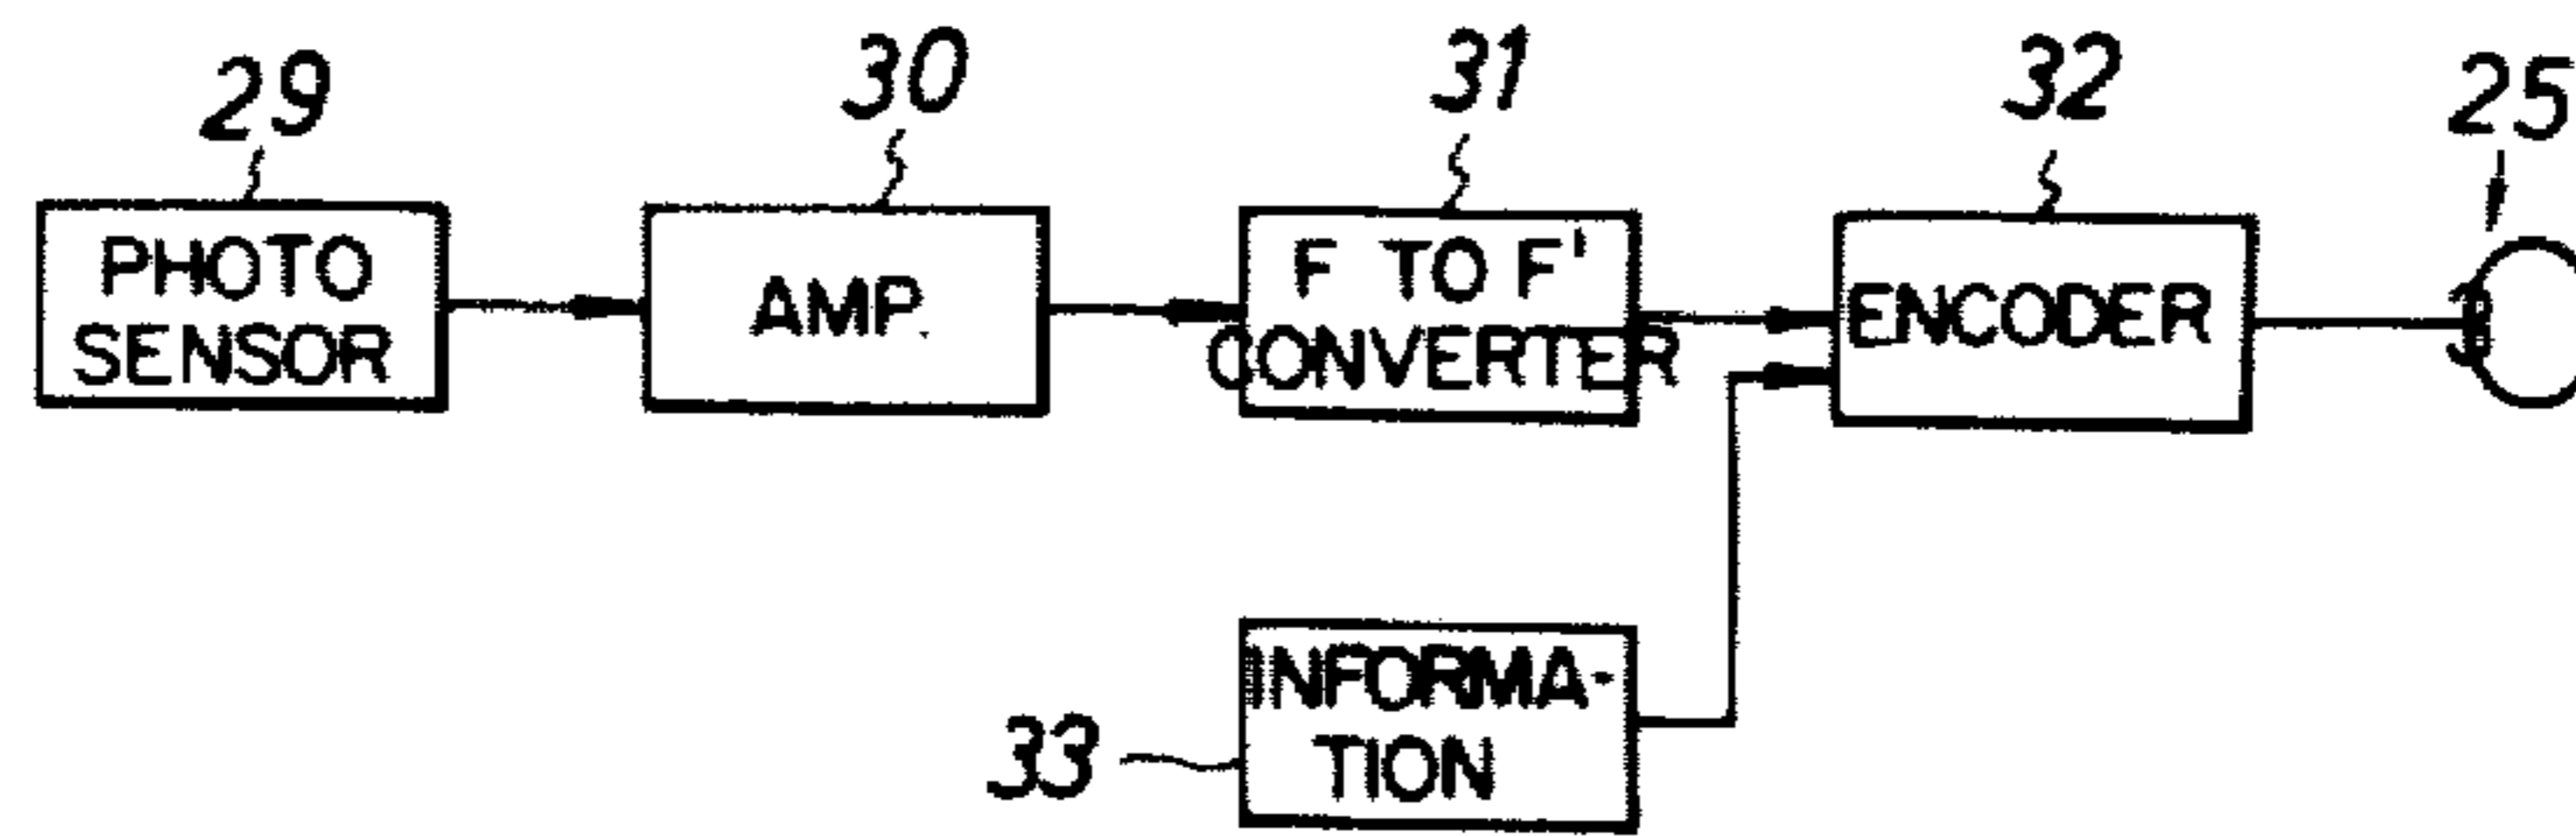 29
30
31
32
25
PHOTO
SENSOR
AMP.
F TO F'
CONVERTER
ENCODER
33
INFORMA-
TION